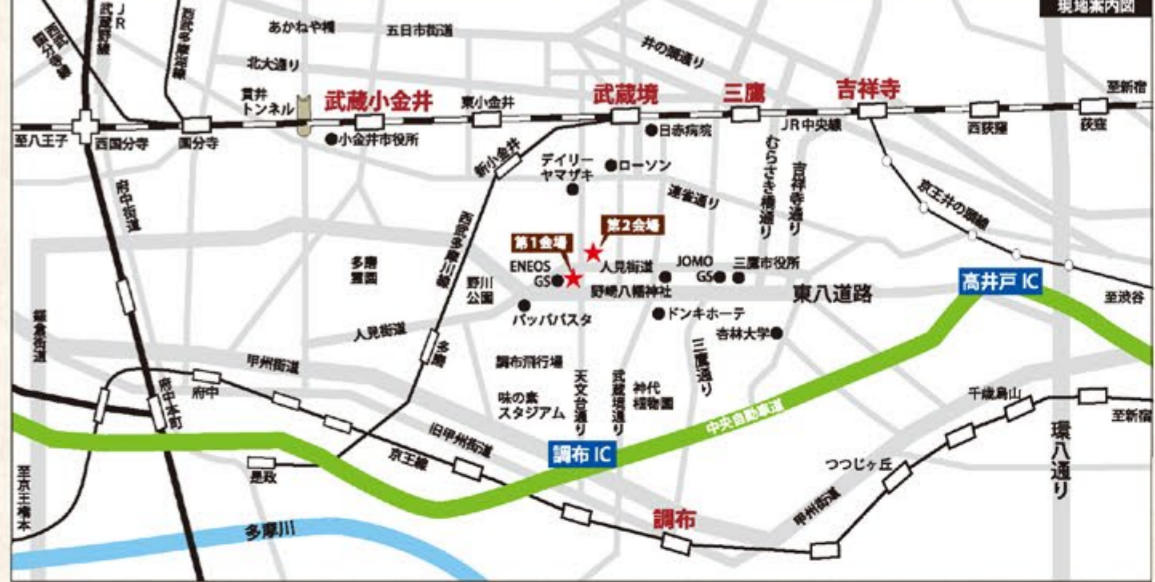 現地案内図
JR
武蔵野線
西武
国分寺線
西武多摩湖線
あかねや橋
五日市街道
井の頭通り
北大通り
貫井
トンネル
武蔵小金井
東小金井
武蔵境
三鷹
吉祥寺
至新宿
至八王子
西国分寺
国分寺
小金井市役所
日赤病院
JR中央線
西荻窪
荻窪
新小金井
デイリー
ヤマザキ
ローソン
むらさき橋通り
吉祥寺通り
連雀通り
京王井の頭線
府中街道
西武多摩川線
第1会場
第2会場
多磨
霊園
野川
公園
ENEOS
GS
人見街道
JOMO
GS
三鷹市役所
野崎八幡神社
東八道路
高井戸 IC
至渋谷
バッパパスタ
ドンキホーテ
杏林大学
鎌倉街道
人見街道
多磨
甲州街道
調布飛行場
三鷹通り
府中
府中本町
味の素
スタジアム
天文台通り
武蔵境通り
神代
植物園
中央自動車道
千歳烏山
至新宿
旧甲州街道
京王線
調布 IC
環八通り
つつじヶ丘
是政
至京王橋本
甲州街道
調布
多摩川